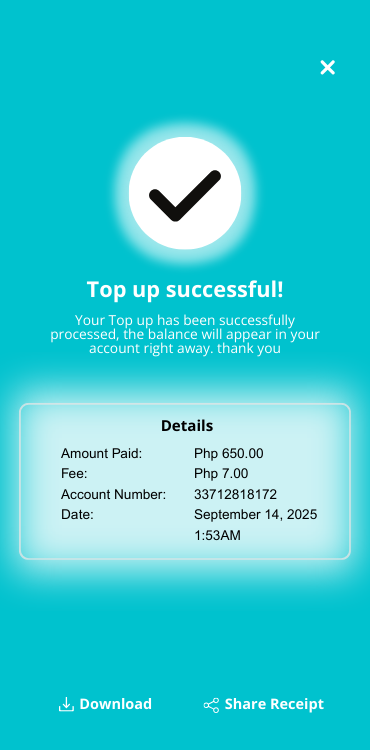 Top up successful!
Your Top up has been successfully
processed, the balance will appear in your
account right away. thank you
Details
Amount Paid: Php 650.00
Fee: Php 7.00
Account Number: 33712818172
Date: September 14, 2025
1:53AM
Download Share Receipt